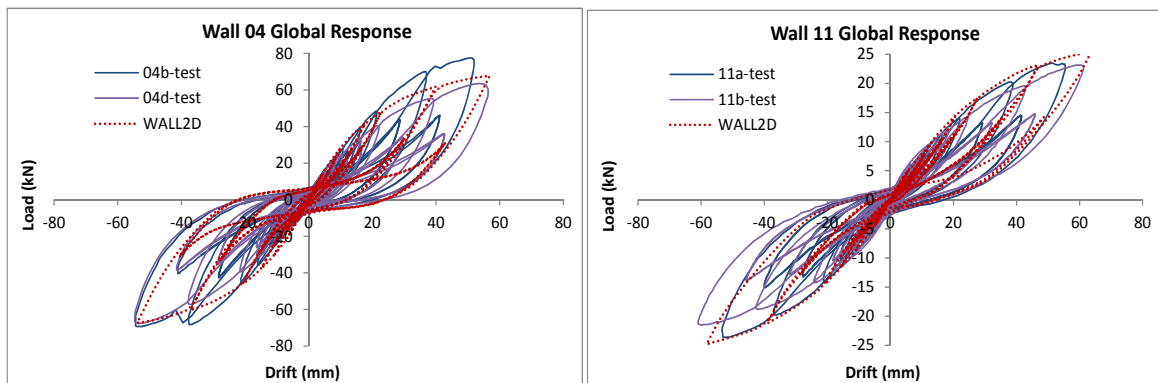 Wall 04 Global Response
80
04b-test
04d-test
WALL2D
60
40
20
0
-20
-40
-60
-80
-80 -60 -40 -20 0 20 40 60 80
Load (kN)
Drift (mm)
Wall 11 Global Response
25
11a-test
11b-test
WALL2D
20
15
10
5
0
-5
-10
-15
-20
-25
-80 -60 -40 -20 0 20 40 60 80
Load (kN)
Drift (mm)